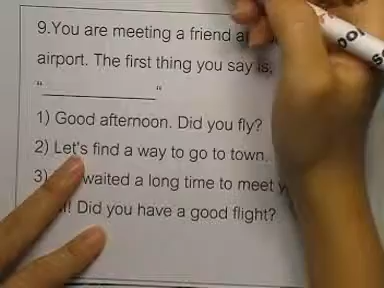 9.You are meeting a friend
airport. The first thing you say is,
"____________"
1) Good afternoon. Did you fly?
2) Let's find a way to go to town.
3) waited a long time to meet
Did you have a good flight?